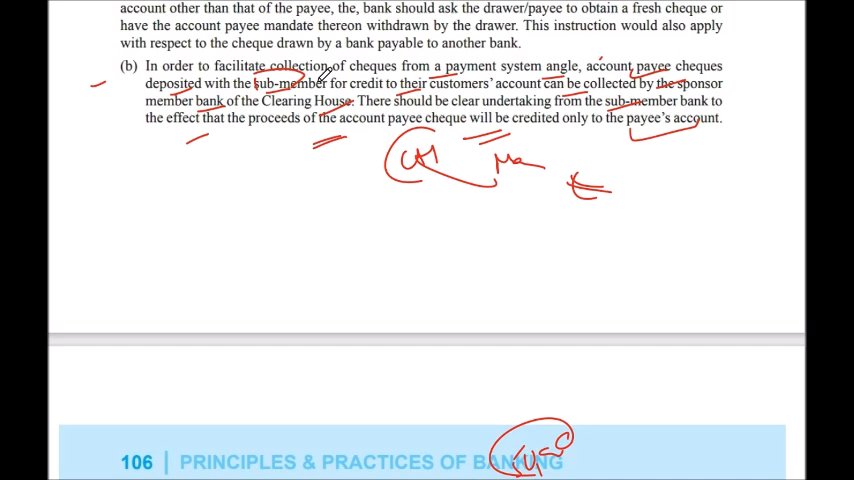 account other than that of the payee, the, bank should ask the drawer/payee to obtain a fresh cheque or
have the account payee mandate thereon withdrawn by the drawer. This instruction would also apply
with respect to the cheque drawn by a bank payable to another bank.
(b) In order to facilitate collection of cheques from a payment system angle, account payee cheques
deposited with the sub-member for credit to their customers' account can be collected by the sponsor
member bank of the Clearing House. There should be clear undertaking from the sub-member bank to
the effect that the proceeds of the account payee cheque will be credited only to the payee's account.
106 | PRINCIPLES & PRACTICES OF BANKING